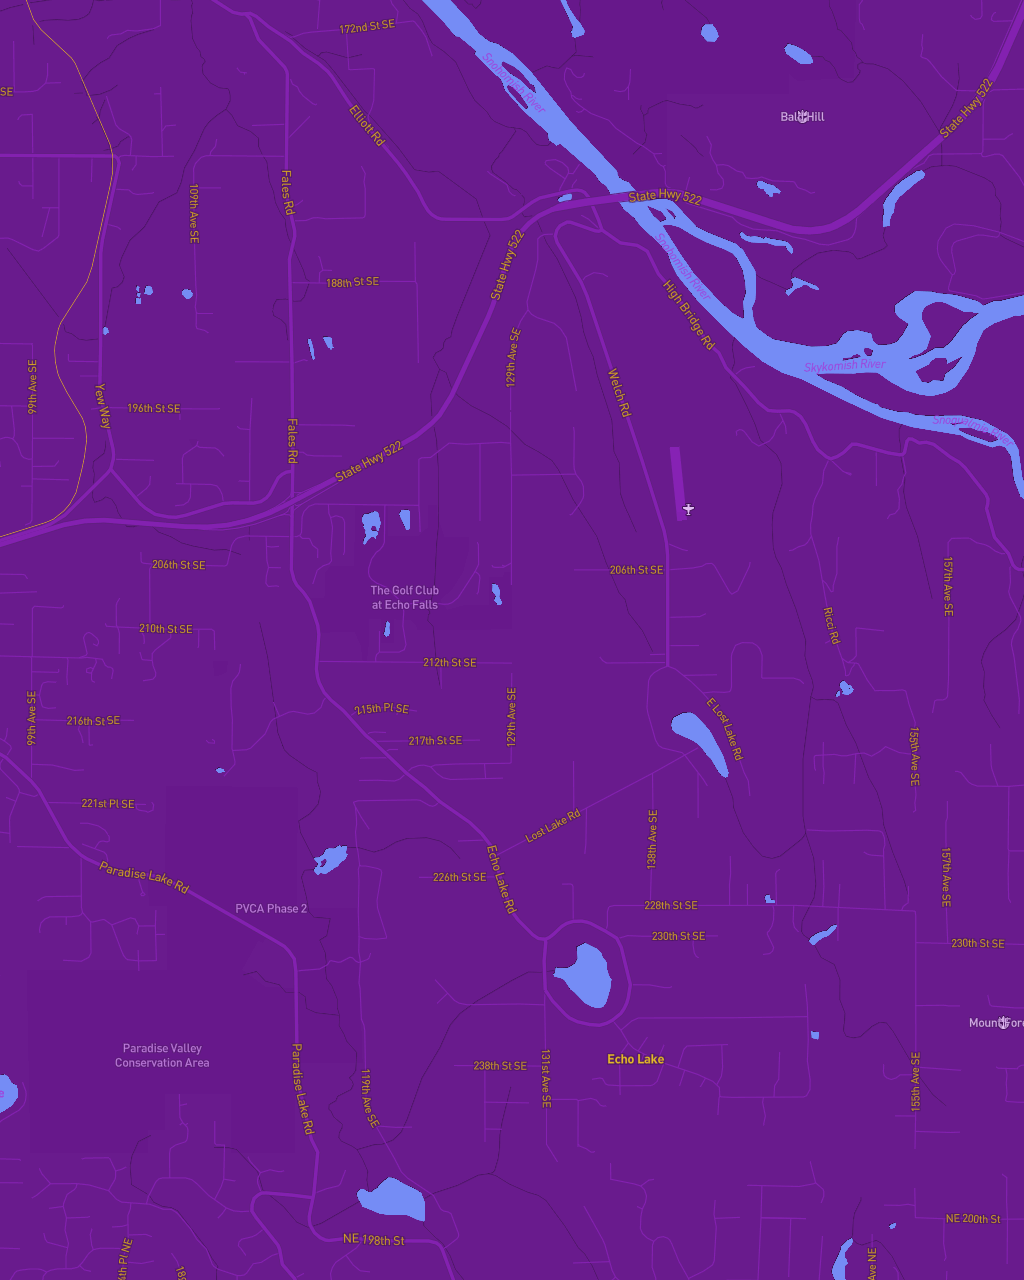 172nd St SE
Snohomish River
SE
Elliott Rd
State Hwy 522
Bald Hill
Fales Rd
109th Ave SE
State Hwy 522
State Hwy 522
Snohomish River
188th St SE
High Bridge Rd
129th Ave SE
99th Ave SE
Skykomish River
Welch Rd
Yew Way
196th St SE
Snoqualmie River
Fales Rd
State Hwy 522
206th St SE
206th St SE
157th Ave SE
The Golf Club
at Echo Falls
210th St SE
Ricci Rd
212th St SE
99th Ave SE
216th St SE
215th Pl SE
129th Ave SE
E Lost Lake Rd
217th St SE
155th Ave SE
221st Pl SE
Lost Lake Rd
138th Ave SE
Paradise Lake Rd
226th St SE
Echo Lake Rd
157th Ave SE
PVCA Phase 2
228th St SE
230th St SE
230th St SE
Paradise Valley
Conservation Area
Echo Lake
238th St SE
131st Ave SE
155th Ave SE
Paradise Lake Rd
119th Ave SE
NE 198th St
NE 200th St
Ave NE